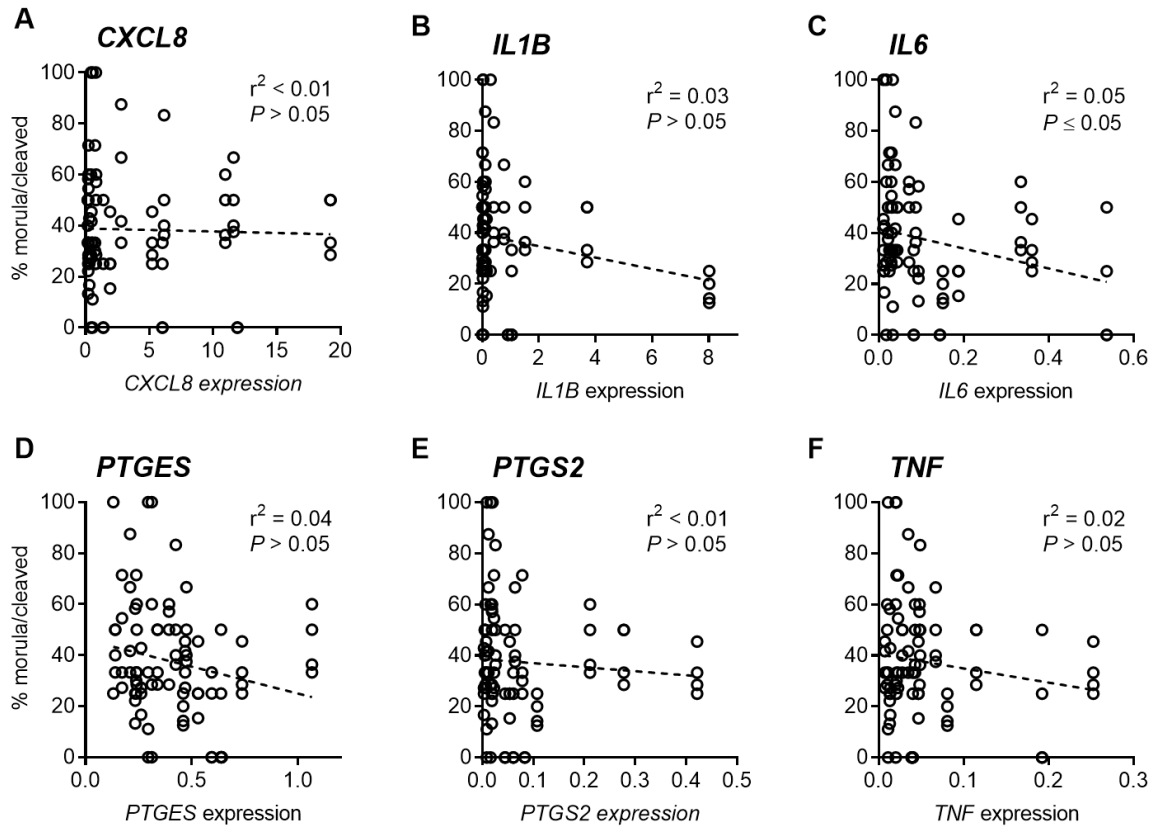 A
CXCL8
r² < 0.01
P > 0.05
% morula/cleaved
100
80
60
40
20
0
0 5 10 15 20
CXCL8 expression
B
IL1B
r² = 0.03
P > 0.05
100
80
60
40
20
0
0 2 4 6 8
IL1B expression
C
IL6
r² = 0.05
P ≤ 0.05
100
80
60
40
20
0
0.0 0.2 0.4 0.6
IL6 expression
D
PTGES
r² = 0.04
P > 0.05
% morula/cleaved
100
80
60
40
20
0
0.0 0.5 1.0
PTGES expression
E
PTGS2
r² < 0.01
P > 0.05
100
80
60
40
20
0
0.0 0.1 0.2 0.3 0.4 0.5
PTGS2 expression
F
TNF
r² = 0.02
P > 0.05
100
80
60
40
20
0
0.0 0.1 0.2 0.3
TNF expression